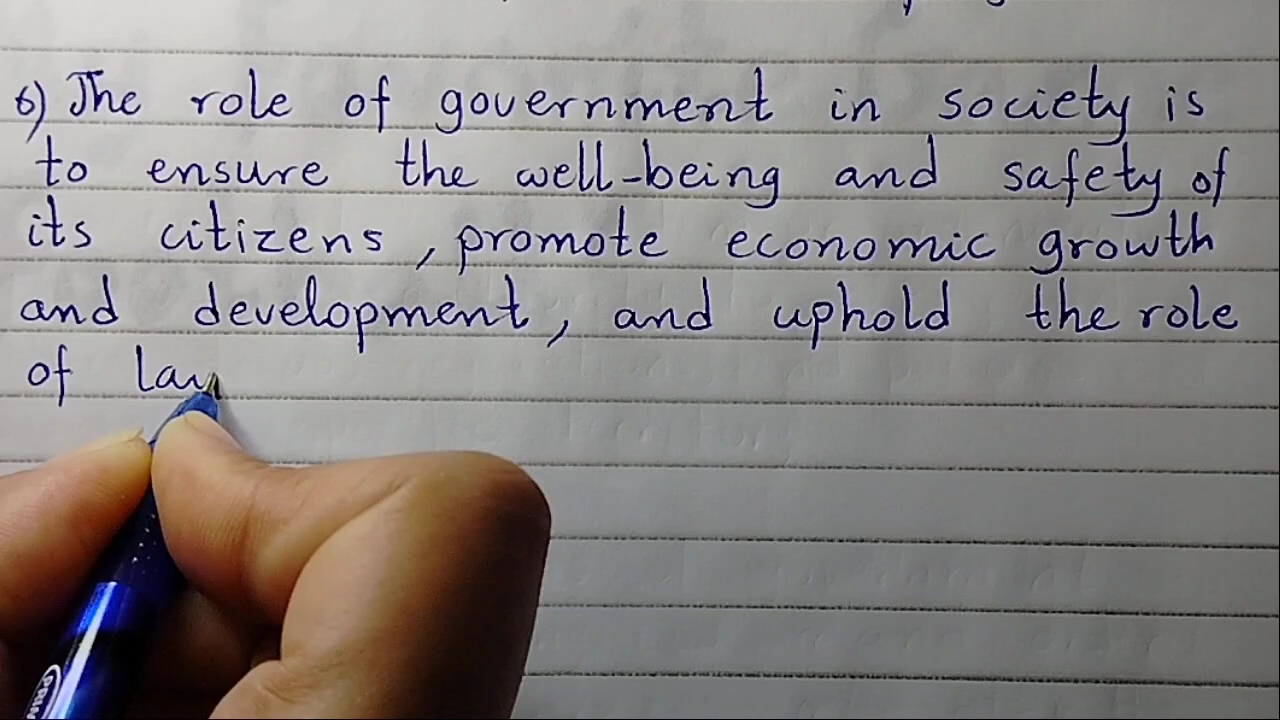 6) The role of government in society is
to ensure the well-being and safety of
its citizens, promote economic growth
and development, and uphold the role
of law